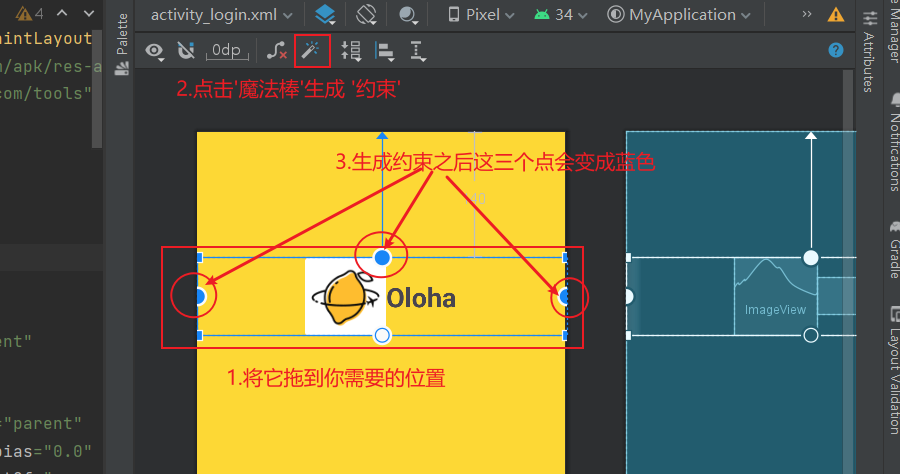 4
activity_login.xml
Pixel
34
MyApplication
aintLayout
n/apk/res-a
com/tools"
Palette
0dp
Attributes
e Manager
Notifications
Gradle
Layout Validation
2.点击'魔法棒'生成 '约束'
3.生成约束之后这三个点会变成蓝色
Oloha
ImageView
1.将它拖到你需要的位置
ent"
="parent"
bias="0.0"